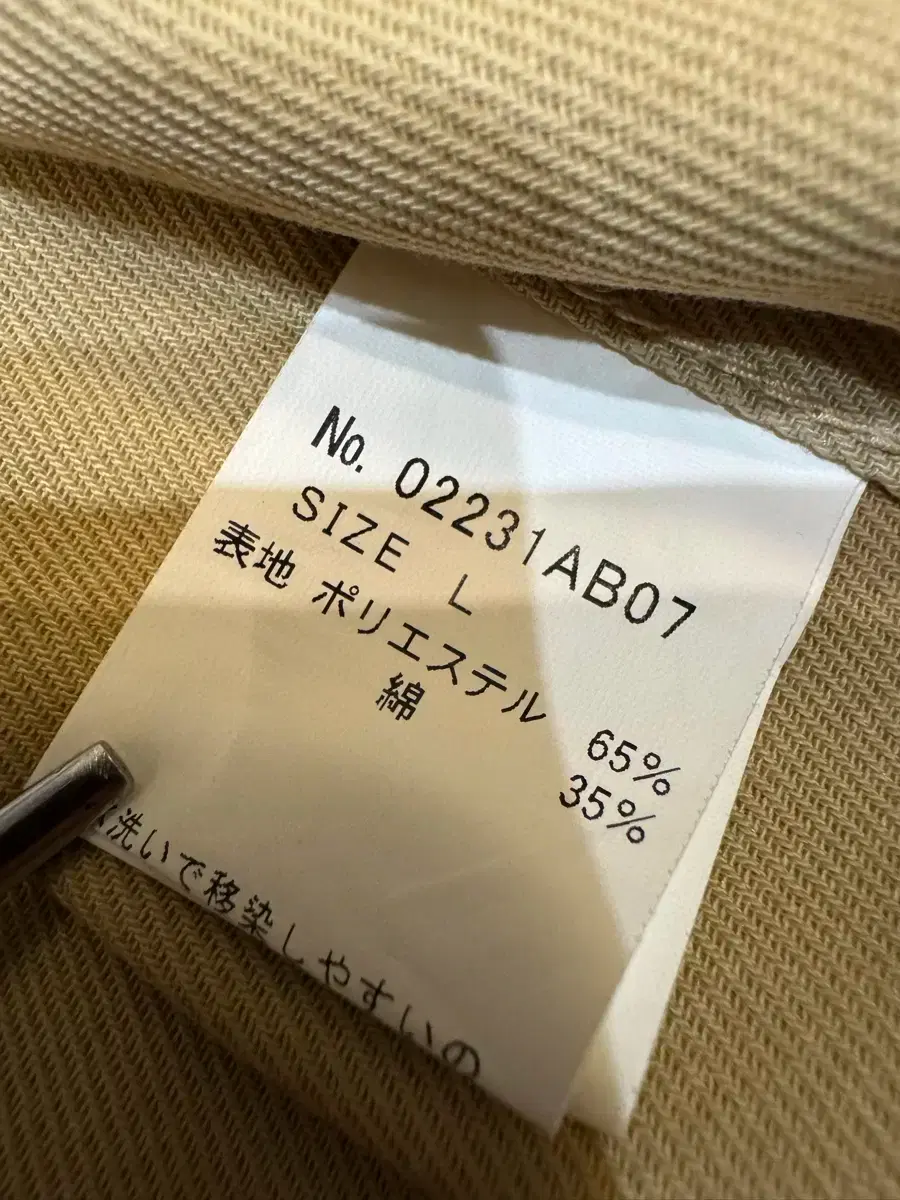 No. 02231AB07
SIZE L
表地 ポリエステル 65%
綿 35%
洗いで移染しやすいの